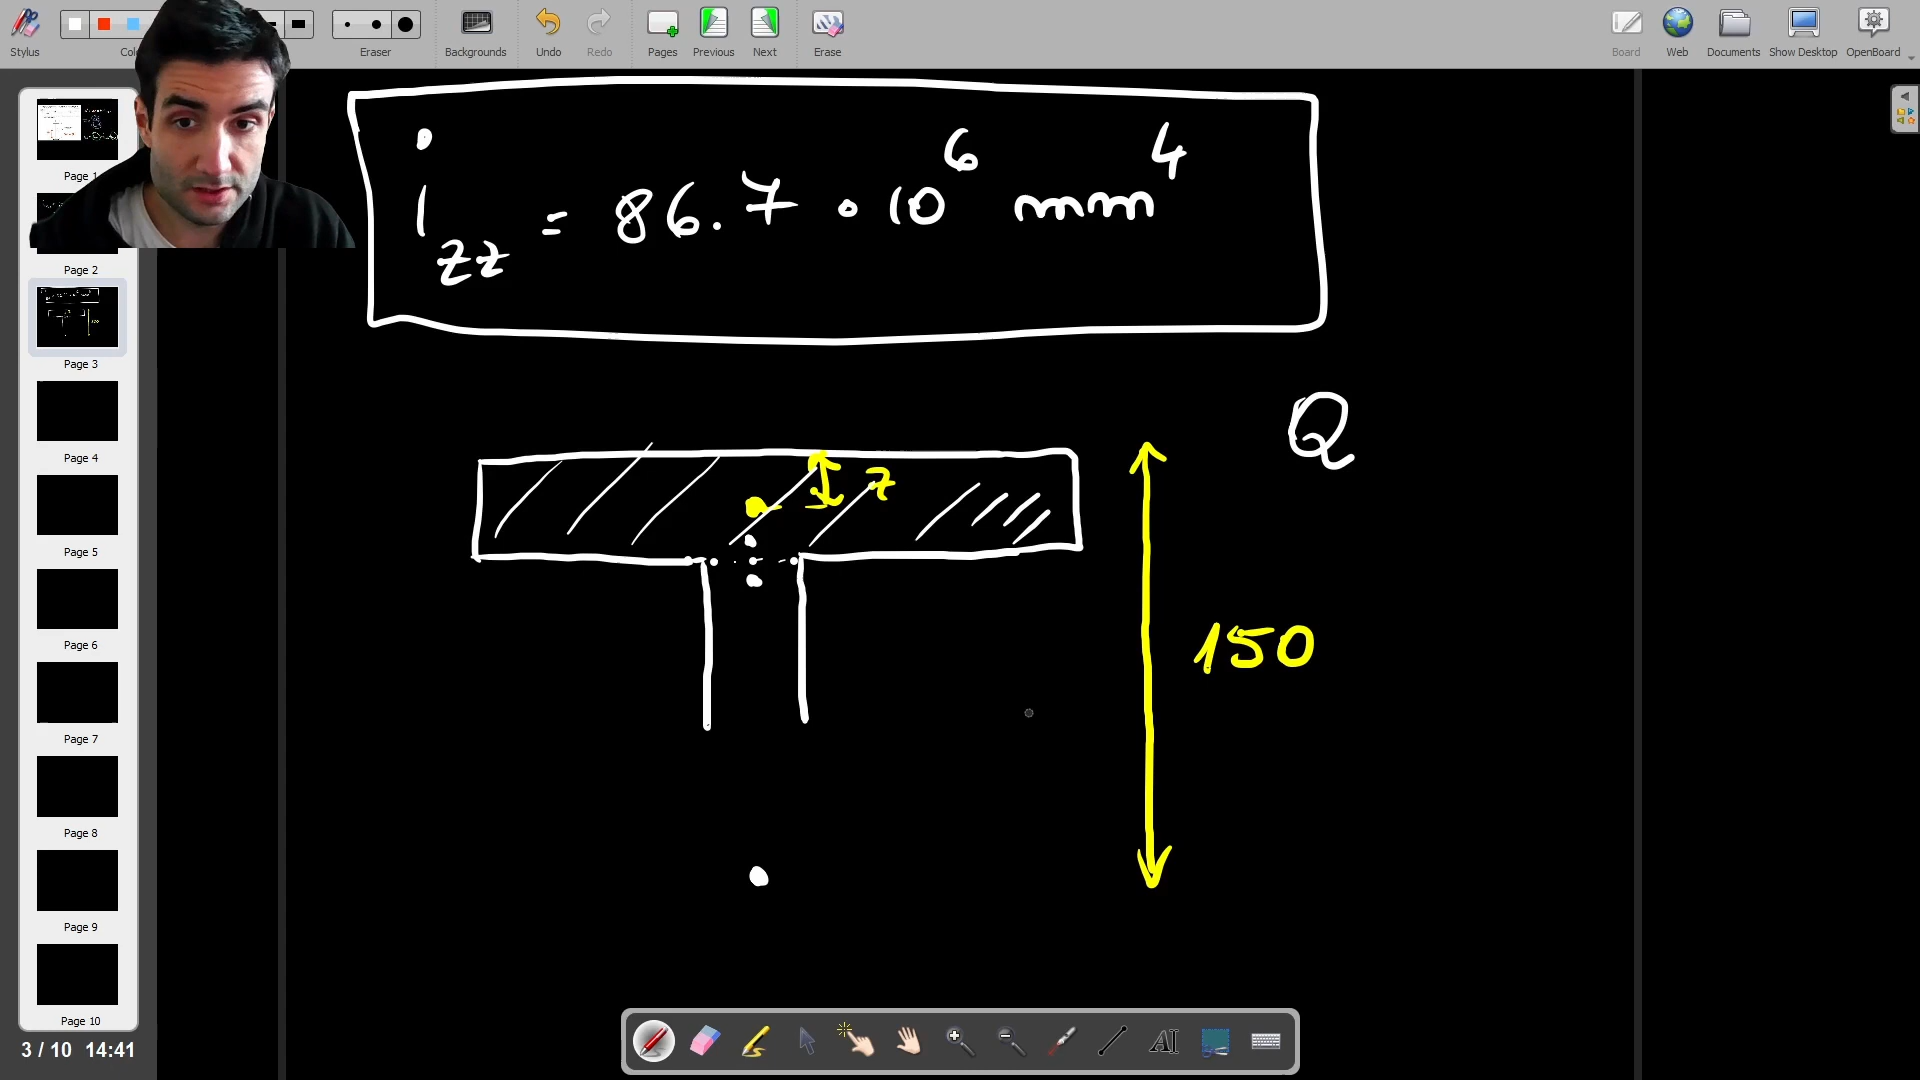 Stylus
Eraser
Backgrounds
Undo
Redo
Pages
Previous
Next
Erase
Board
Web
Documents
Show Desktop
OpenBoard
i_zz = 86.7 • 10^6 mm^4
Q
7
150
Page 1
Page 2
Page 3
Page 4
Page 5
Page 6
Page 7
Page 8
Page 9
Page 10
3 / 10 14:41
AI